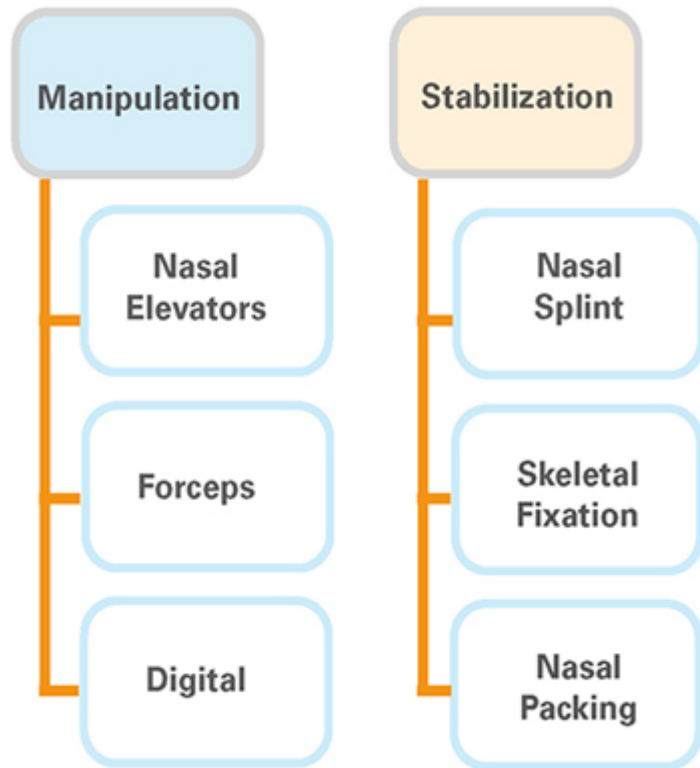 Manipulation
Nasal
Elevators
Forceps
Digital
Stabilization
Nasal
Splint
Skeletal
Fixation
Nasal
Packing